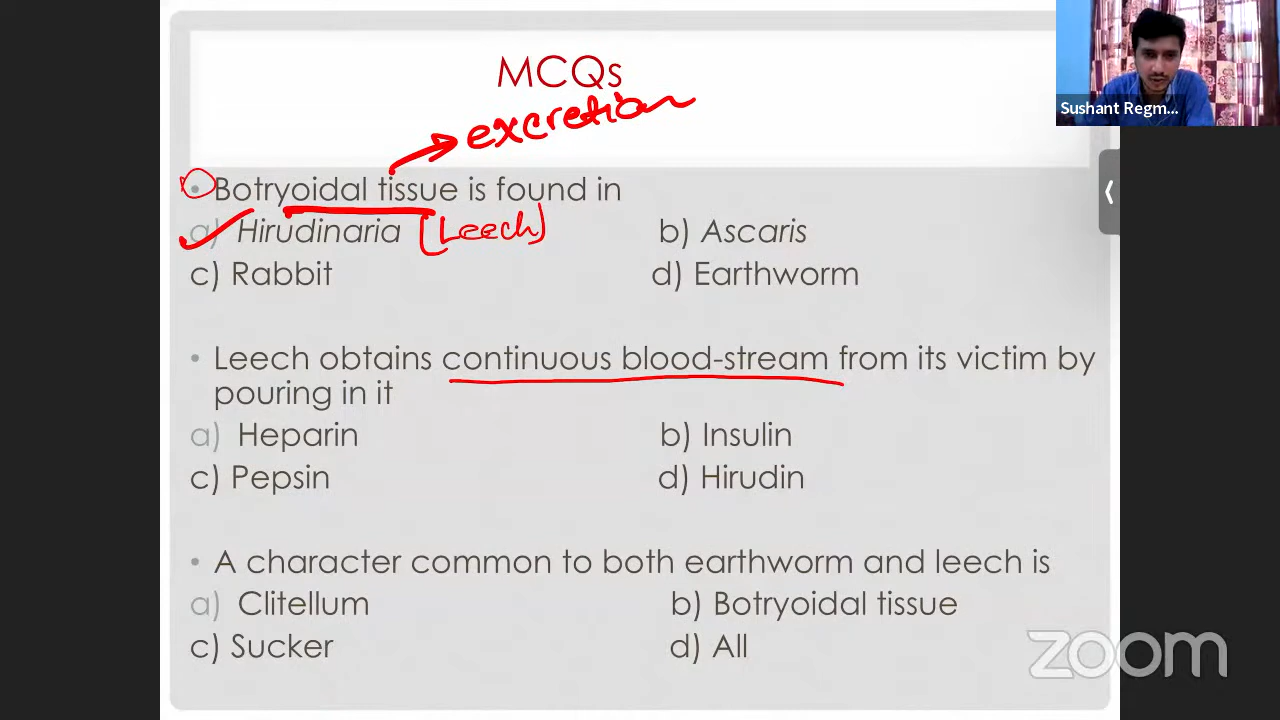 MCQs
excretion
Sushant Regm...
• Botryoidal tissue is found in
a) Hirudinaria [Leech] b) Ascaris
c) Rabbit d) Earthworm
• Leech obtains continuous blood-stream from its victim by
pouring in it
a) Heparin b) Insulin
c) Pepsin d) Hirudin
• A character common to both earthworm and leech is
a) Clitellum b) Botryoidal tissue
c) Sucker d) All
zoom